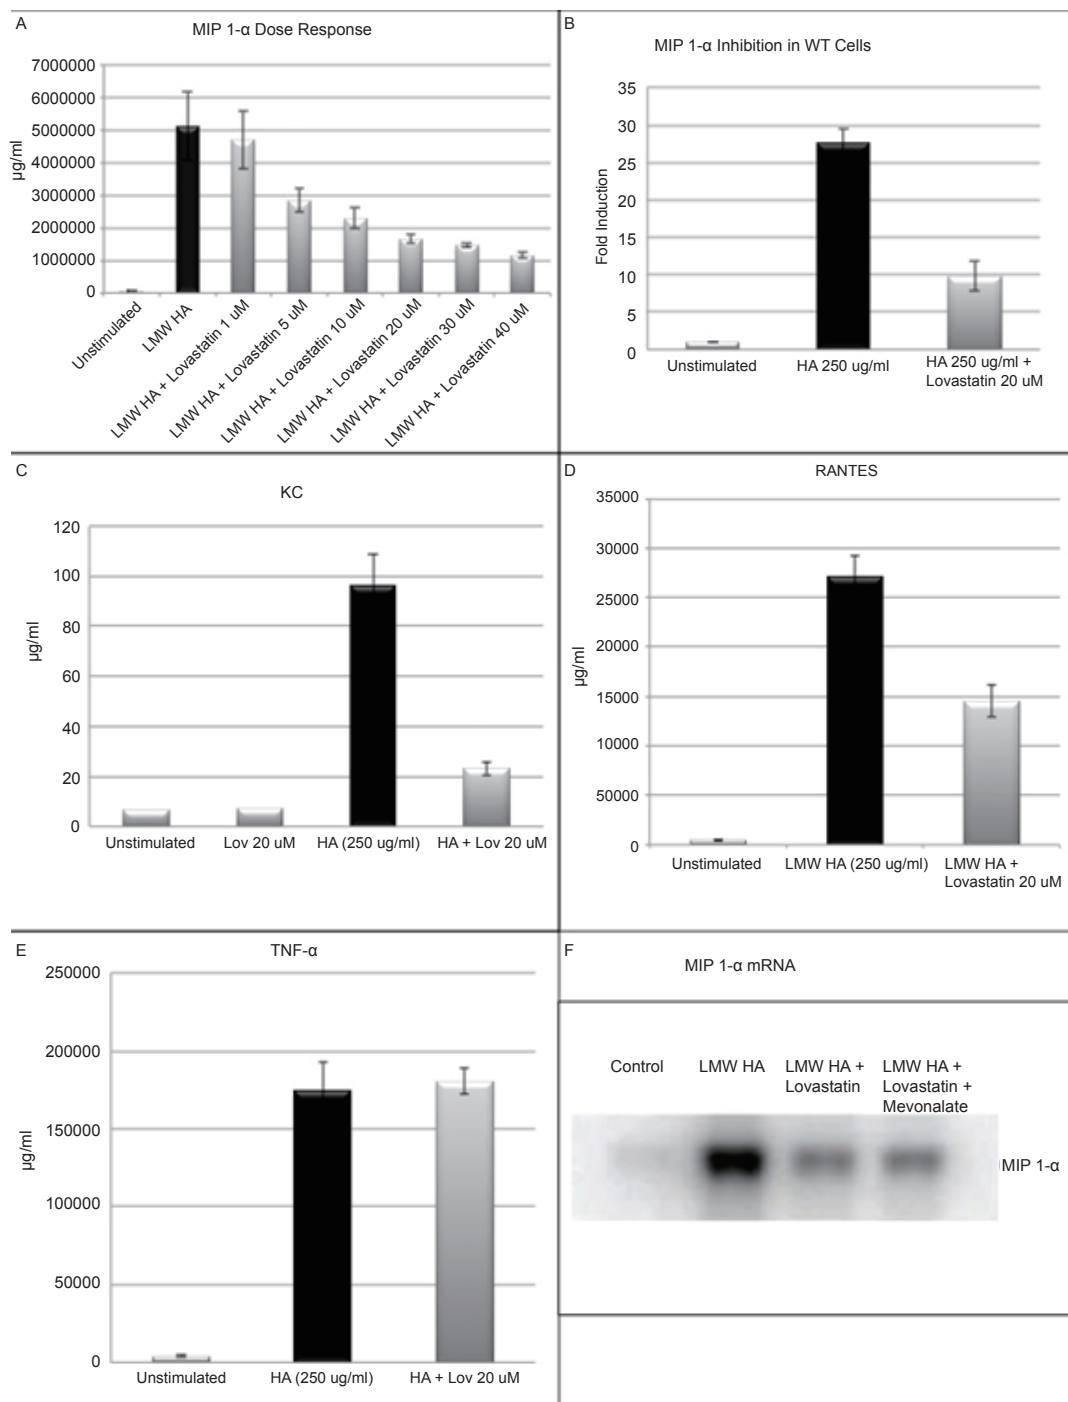 A
MIP 1-α Dose Response
7000000
6000000
5000000
4000000
3000000
2000000
1000000
0
µg/ml
Unstimulated
LMW HA
LMW HA + Lovastatin 1 uM
LMW HA + Lovastatin 5 uM
LMW HA + Lovastatin 10 uM
LMW HA + Lovastatin 20 uM
LMW HA + Lovastatin 30 uM
LMW HA + Lovastatin 40 uM
B
MIP 1-α Inhibition in WT Cells
35
30
25
20
15
10
5
0
Fold Induction
Unstimulated
HA 250 ug/ml
HA 250 ug/ml +
Lovastatin 20 uM
C
KC
120
100
80
60
40
20
0
µg/ml
Unstimulated
Lov 20 uM
HA (250 ug/ml)
HA + Lov 20 uM
D
RANTES
35000
30000
25000
20000
15000
10000
50000
0
µg/ml
Unstimulated
LMW HA (250 ug/ml)
LMW HA +
Lovastatin 20 uM
E
TNF-α
250000
200000
150000
100000
50000
0
µg/ml
Unstimulated
HA (250 ug/ml)
HA + Lov 20 uM
F
MIP 1-α mRNA
Control
LMW HA
LMW HA +
Lovastatin
LMW HA +
Lovastatin +
Mevonalate
MIP 1-α